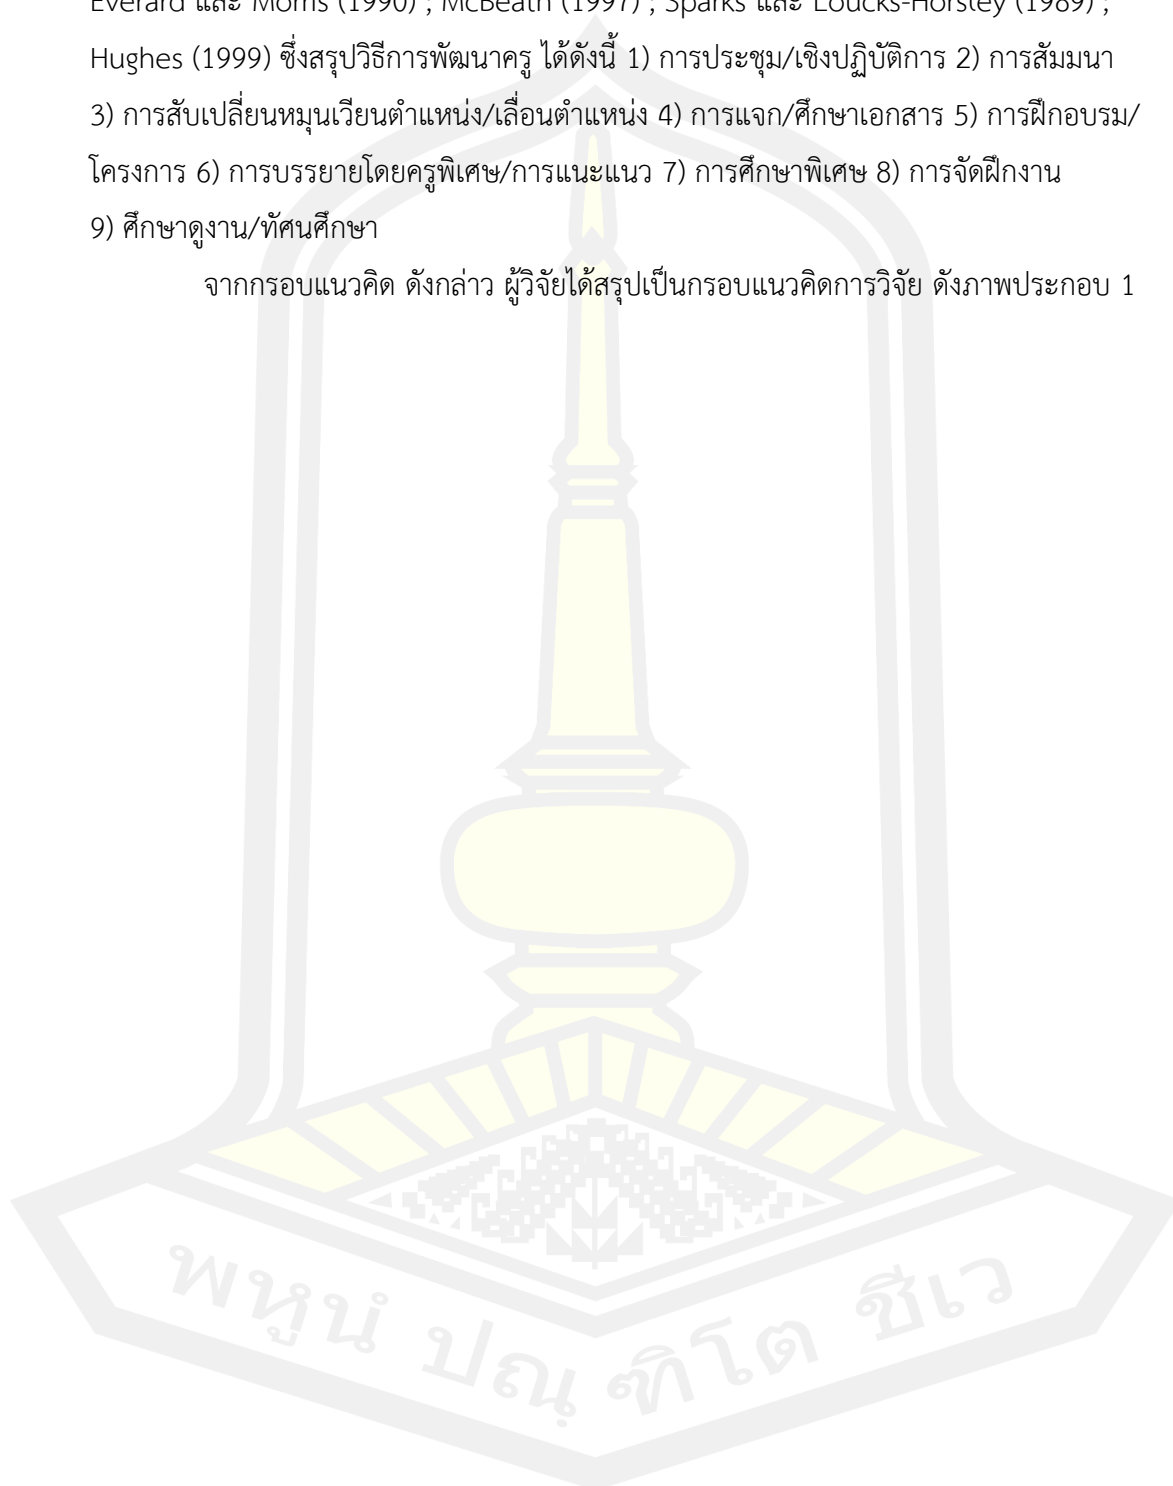 Everard และ Morris (1990) ; McBeath (1997) ; Sparks และ Loucks-Horsley (1989) ;
Hughes (1999) ซึ่งสรุปวิธีการพัฒนาครู ได้ดังนี้ 1) การประชุม/เชิงปฏิบัติการ 2) การสัมมนา
3) การสับเปลี่ยนหมุนเวียนตำแหน่ง/เลื่อนตำแหน่ง 4) การแจก/ศึกษาเอกสาร 5) การฝึกอบรม/
โครงการ 6) การบรรยายโดยครูพิเศษ/การแนะแนว 7) การศึกษาพิเศษ 8) การจัดฝึกงาน
9) ศึกษาดูงาน/ทัศนศึกษา
จากกรอบแนวคิด ดังกล่าว ผู้วิจัยได้สรุปเป็นกรอบแนวคิดการวิจัย ดังภาพประกอบ 1
พหูนํ ปณฺ ฑิโต ชีเว